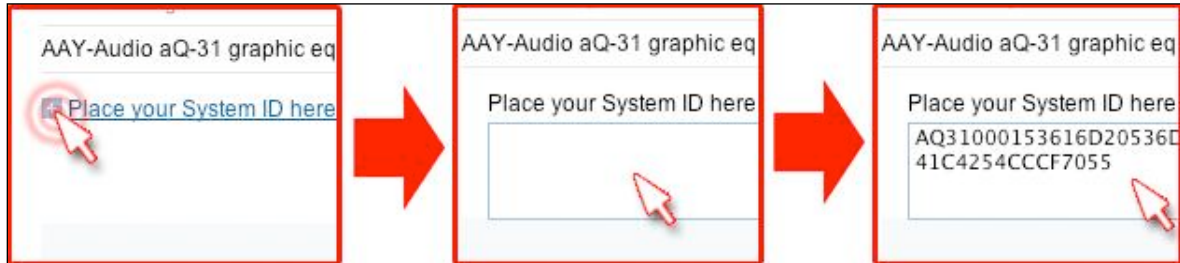 AAY-Audio aQ-31 graphic eq
Place your System ID here
AAY-Audio aQ-31 graphic eq
Place your System ID here
AAY-Audio aQ-31 graphic eq
Place your System ID here
AQ31000153616D20536D
41C4254CCCF7055